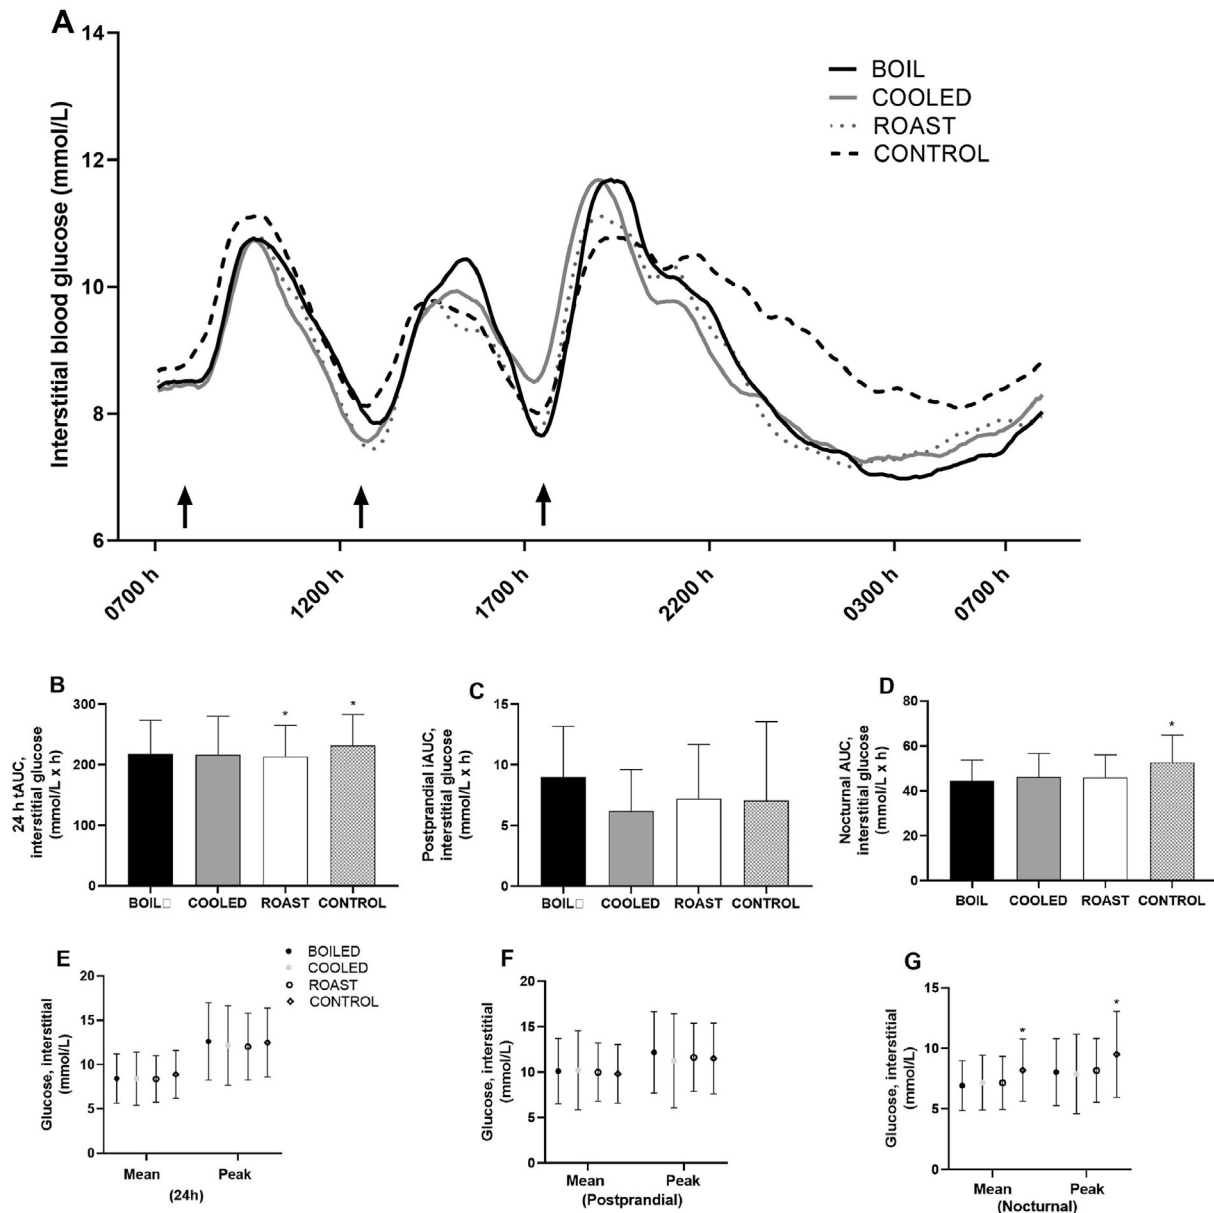 A
14
12
10
8
6
Interstitial blood glucose (mmol/L)
BOIL
COOLED
ROAST
CONTROL
0700 h
1200 h
1700 h
2200 h
0300 h
0700 h
B
300
200
100
0
24 h tAUC,
interstitial glucose
(mmol/L x h)
*
*
BOIL□
COOLED
ROAST
CONTROL
C
15
10
5
0
Postprandial iAUC,
interstitial glucose
(mmol/L x h)
BOIL□
COOLED
ROAST
CONTROL
D
80
60
40
20
0
Nocturnal AUC,
interstitial glucose
(mmol/L x h)
*
BOIL
COOLED
ROAST
CONTROL
E
20
15
10
5
0
Glucose, interstitial
(mmol/L)
BOILED
COOLED
ROAST
CONTROL
Mean
Peak
(24h)
F
20
15
10
5
0
Glucose, interstitial
(mmol/L)
Mean
Peak
(Postprandial)
G
15
10
5
0
Glucose, interstitial
(mmol/L)
*
*
Mean
Peak
(Nocturnal)